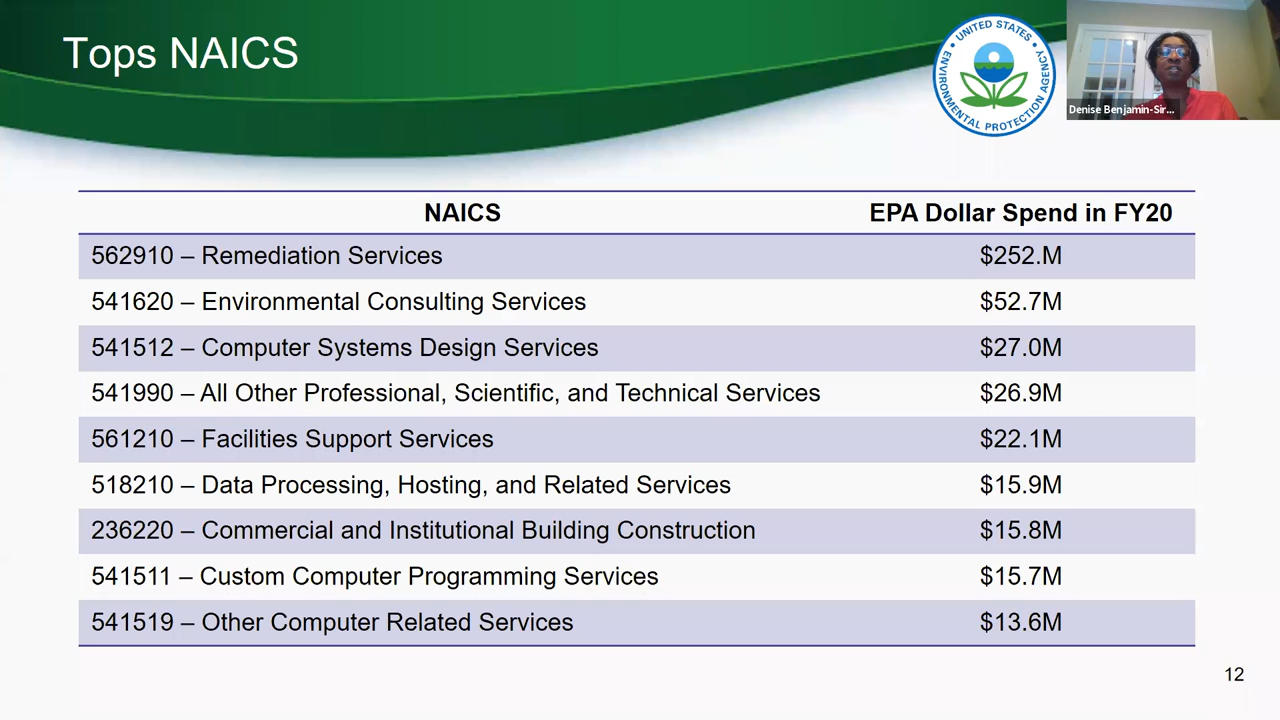 Tops NAICS
UNITED STATES
ENVIRONMENTAL PROTECTION AGENCY
Denise Benjamin-Sir...
NAICS EPA Dollar Spend in FY20
562910 – Remediation Services $252.M
541620 – Environmental Consulting Services $52.7M
541512 – Computer Systems Design Services $27.0M
541990 – All Other Professional, Scientific, and Technical Services $26.9M
561210 – Facilities Support Services $22.1M
518210 – Data Processing, Hosting, and Related Services $15.9M
236220 – Commercial and Institutional Building Construction $15.8M
541511 – Custom Computer Programming Services $15.7M
541519 – Other Computer Related Services $13.6M
12